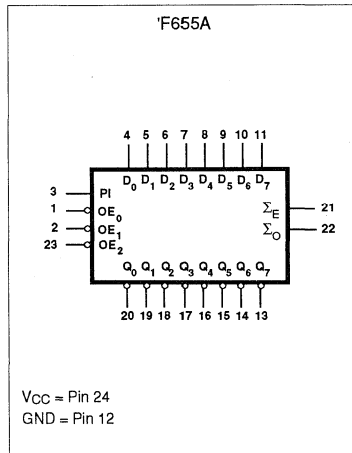 'F655A
4 5 6 7 8 9 10 11
D0 D1 D2 D3 D4 D5 D6 D7
3 PI
1 OE0
2 OE1
23 OE2
ΣE 21
ΣO 22
Q0 Q1 Q2 Q3 Q4 Q5 Q6 Q7
20 19 18 17 16 15 14 13
VCC = Pin 24
GND = Pin 12